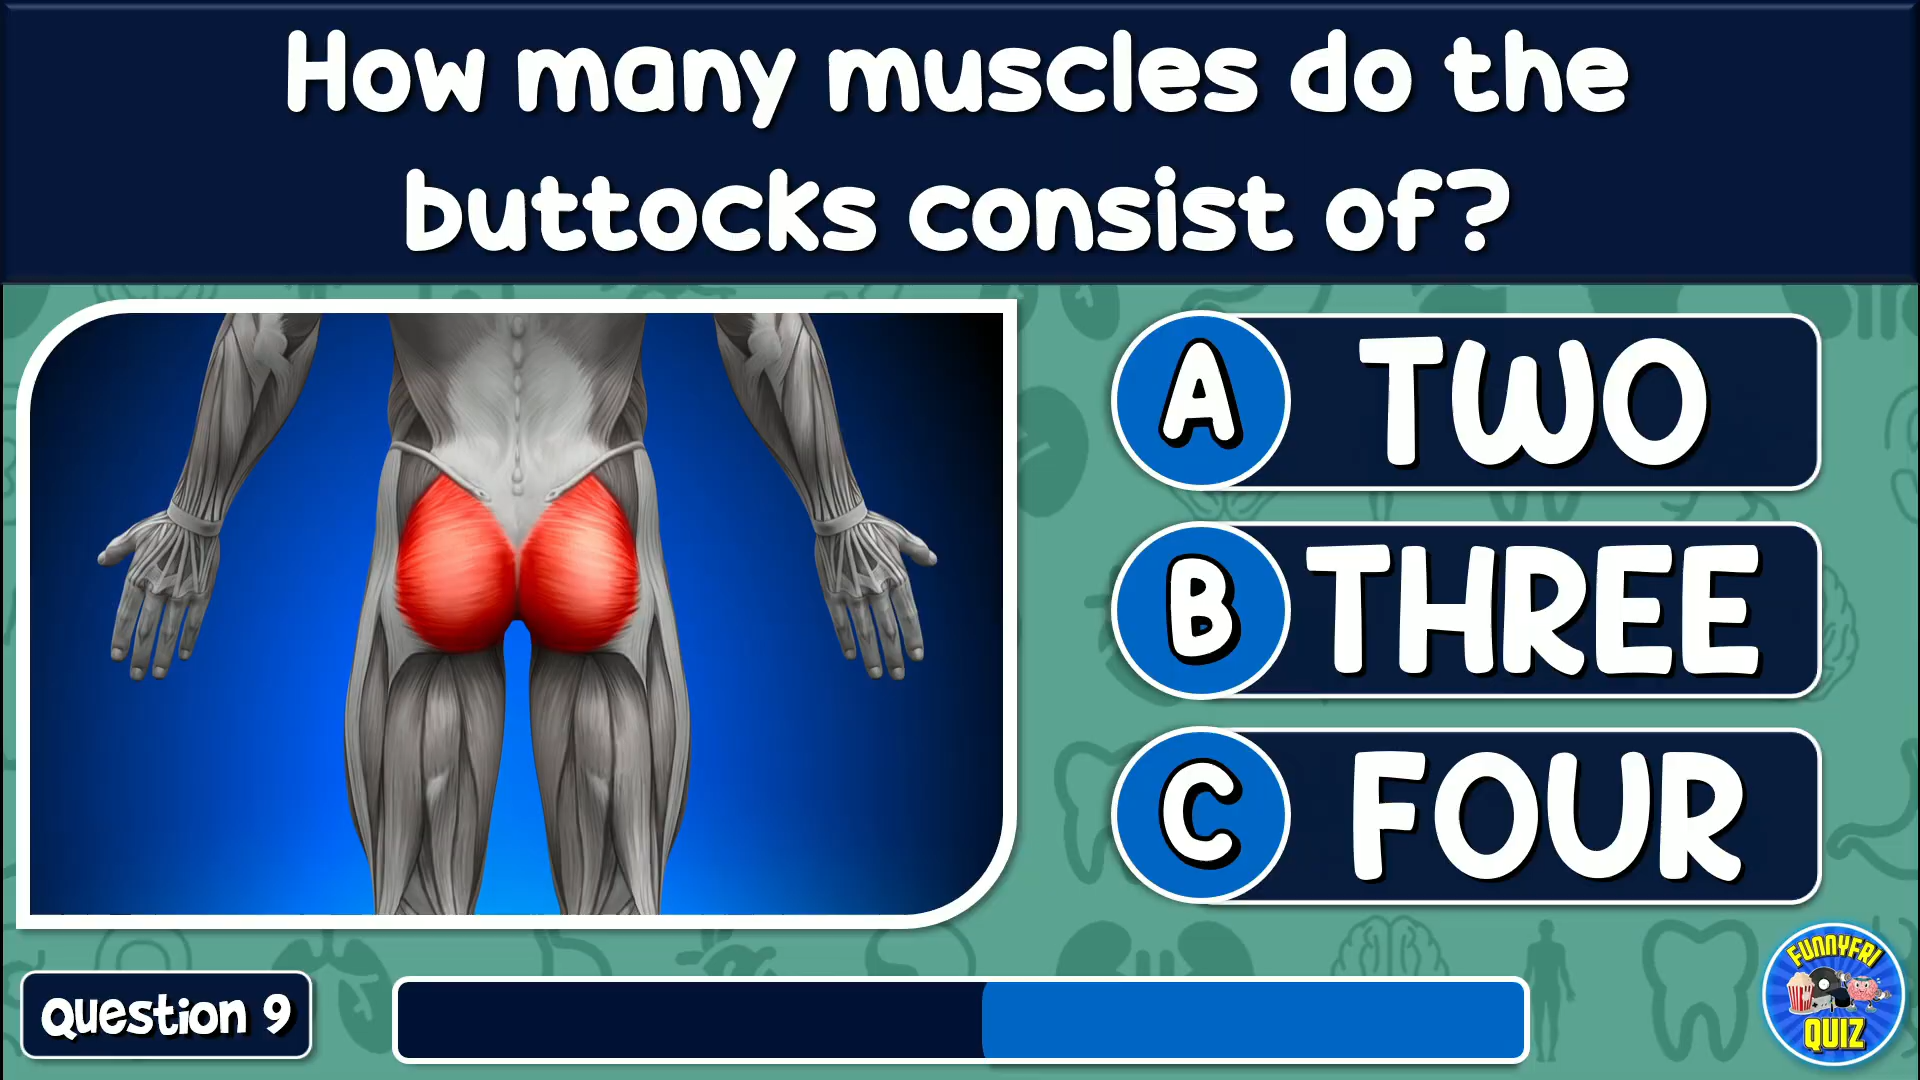 How many muscles do the
buttocks consist of?
A TWO
B THREE
C FOUR
Question 9
FUNNYFRI
QUIZ